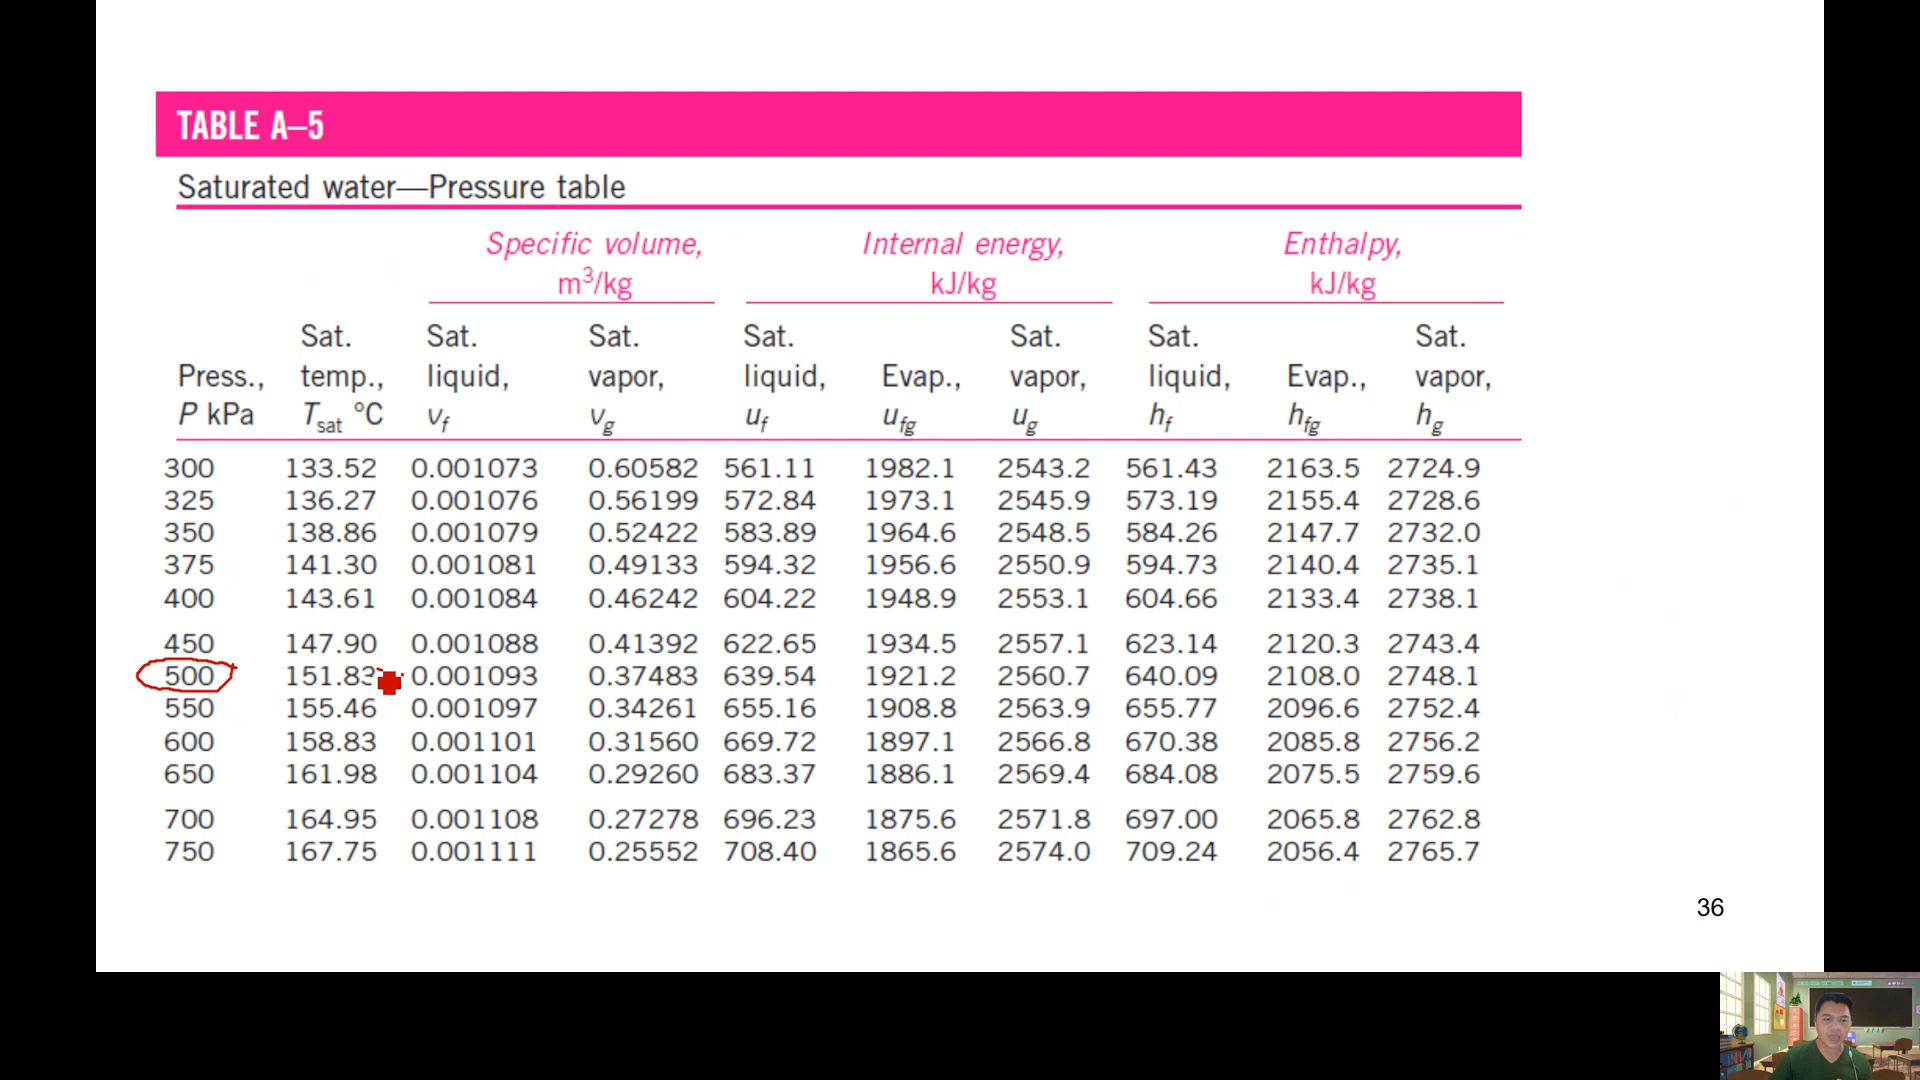 TABLE A–5
Saturated water—Pressure table
Specific volume, Internal energy, Enthalpy,
m³/kg kJ/kg kJ/kg
Sat. Sat. Sat. Sat. Sat. Sat. Sat.
Press., temp., liquid, vapor, liquid, Evap., vapor, liquid, Evap., vapor,
P kPa Tsat °C vf vg uf ufg ug hf hfg hg
300 133.52 0.001073 0.60582 561.11 1982.1 2543.2 561.43 2163.5 2724.9
325 136.27 0.001076 0.56199 572.84 1973.1 2545.9 573.19 2155.4 2728.6
350 138.86 0.001079 0.52422 583.89 1964.6 2548.5 584.26 2147.7 2732.0
375 141.30 0.001081 0.49133 594.32 1956.6 2550.9 594.73 2140.4 2735.1
400 143.61 0.001084 0.46242 604.22 1948.9 2553.1 604.66 2133.4 2738.1
450 147.90 0.001088 0.41392 622.65 1934.5 2557.1 623.14 2120.3 2743.4
500 151.83 0.001093 0.37483 639.54 1921.2 2560.7 640.09 2108.0 2748.1
550 155.46 0.001097 0.34261 655.16 1908.8 2563.9 655.77 2096.6 2752.4
600 158.83 0.001101 0.31560 669.72 1897.1 2566.8 670.38 2085.8 2756.2
650 161.98 0.001104 0.29260 683.37 1886.1 2569.4 684.08 2075.5 2759.6
700 164.95 0.001108 0.27278 696.23 1875.6 2571.8 697.00 2065.8 2762.8
750 167.75 0.001111 0.25552 708.40 1865.6 2574.0 709.24 2056.4 2765.7
36